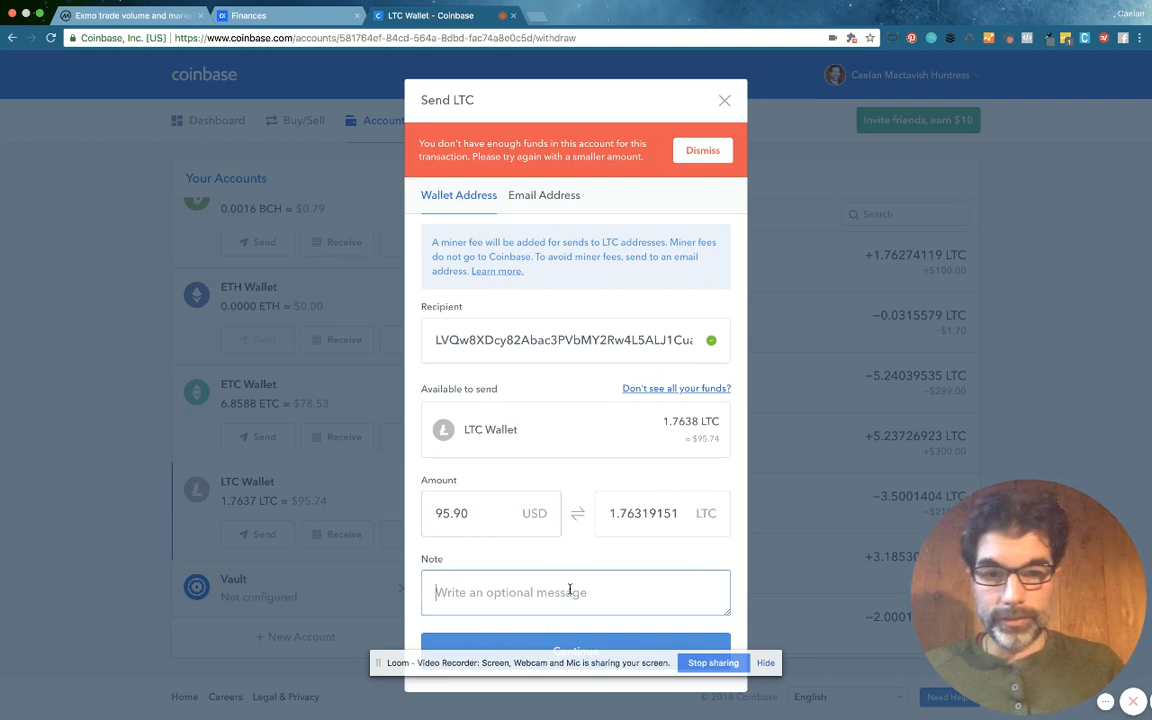 Exmo trade volume and marke
Finances
LTC Wallet - Coinbase
Caelan
Coinbase, Inc. [US] | https://www.coinbase.com/accounts/581764ef-84cd-564a-8dbd-fac74a8e0c5d/withdraw
coinbase
Caelan Mactavish Huntress
Dashboard
Buy/Sell
Account
Invite friends, earn $10
Your Accounts
0.0016 BCH ≈ $0.79
Send
Receive
ETH Wallet
0.0000 ETH ≈ $0.00
Send
Receive
ETC Wallet
6.8588 ETC ≈ $78.53
Send
Receive
LTC Wallet
1.7637 LTC ≈ $95.74
Send
Receive
Vault
Not configured
+ New Account
Send LTC
You don't have enough funds in this account for this
transaction. Please try again with a smaller amount.
Dismiss
Wallet Address
Email Address
A miner fee will be added for sends to LTC addresses. Miner fees
do not go to Coinbase. To avoid miner fees, send to an email
address. Learn more.
Recipient
LVQw8XDcy82Abac3PVbMY2Rw4L5ALJ1Cua
Available to send
Don't see all your funds?
LTC Wallet
1.7638 LTC
≈ $95.74
Amount
95.90 USD
1.76319151 LTC
Note
Write an optional message
Continue
Loom - Video Recorder: Screen, Webcam and Mic is sharing your screen.
Stop sharing
Hide
Search
+1.76274119 LTC
+$100.00
−0.0315579 LTC
−$1.70
−5.24039535 LTC
−$289.00
+5.23726923 LTC
+$300.00
−3.5001404 LTC
+3.18535
−2.0001
Home
Careers
Legal & Privacy
© 2018 Coinbase
English
Need Help